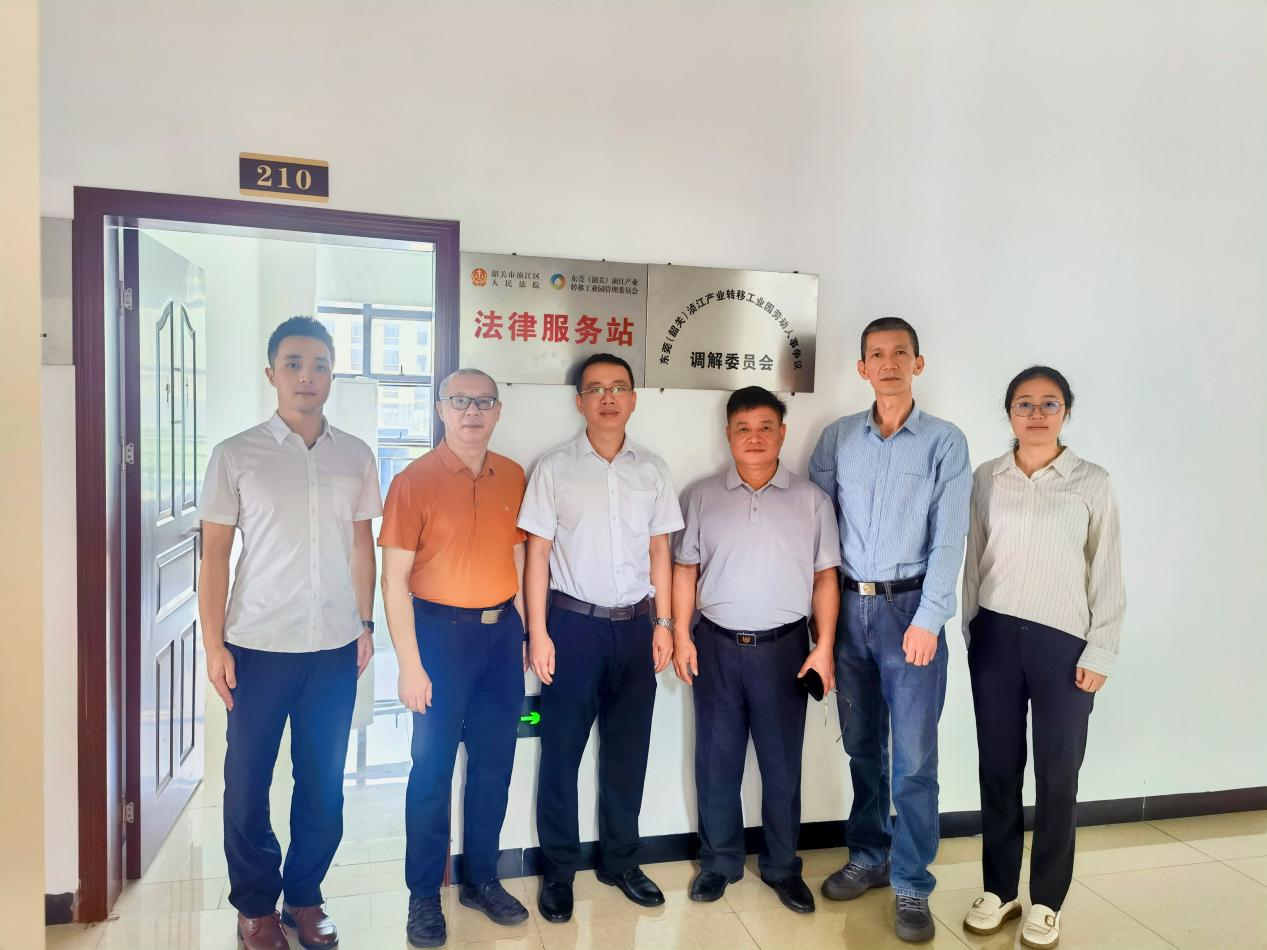 210
韶关市浈江区
人民法院
东莞（韶关）浈江产业
转移工业园管理委员会
法律服务站
东莞(韶关)浈江产业转移工业园劳动人事争议
调解委员会